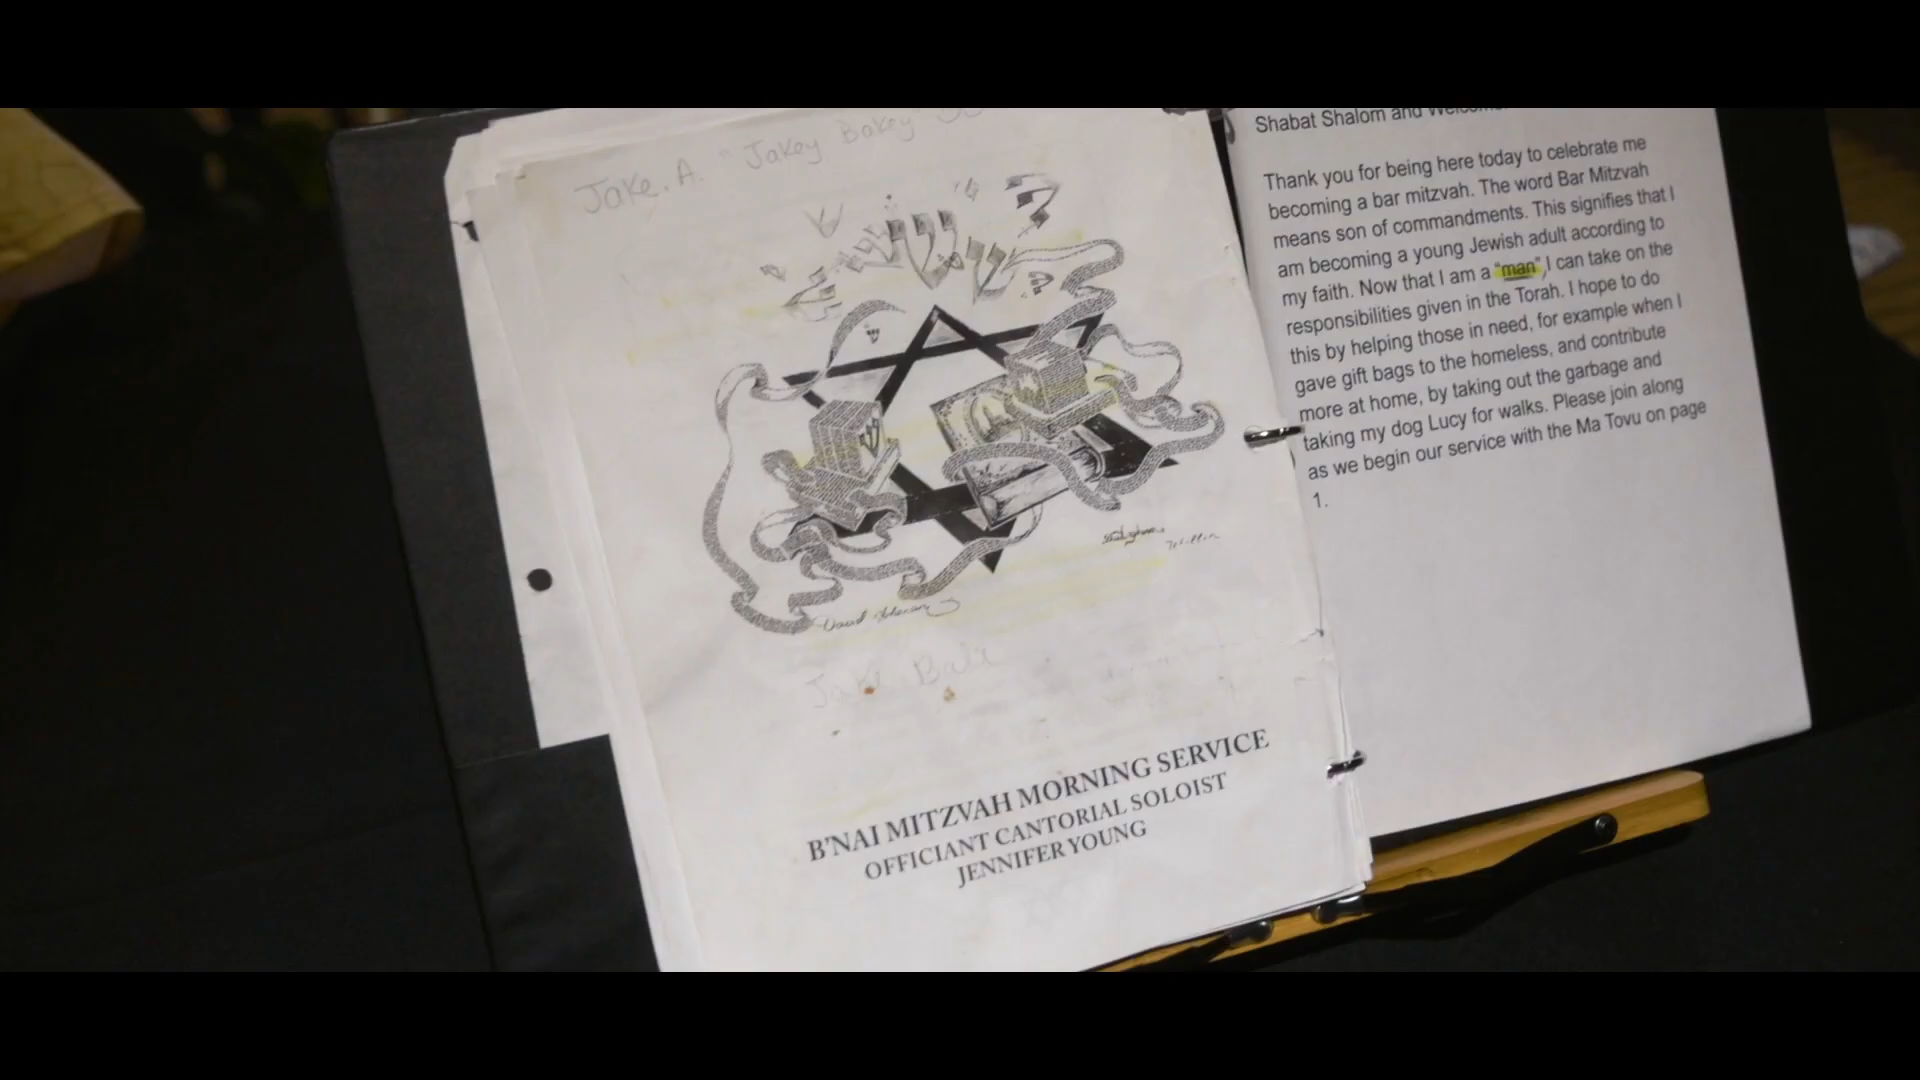 Jake. A. "Jakey Bakey
Jake
B'NAI MITZVAH MORNING SERVICE
OFFICIANT CANTORIAL SOLOIST
JENNIFER YOUNG
Shabat Shalom and Welcome
Thank you for being here today to celebrate me
becoming a bar mitzvah. The word Bar Mitzvah
means son of commandments. This signifies that I
am becoming a young Jewish adult according to
my faith. Now that I am a "man" I can take on the
responsibilities given in the Torah. I hope to do
this by helping those in need, for example when I
gave gift bags to the homeless, and contribute
more at home, by taking out the garbage and
taking my dog Lucy for walks. Please join along
as we begin our service with the Ma Tovu on page
1.